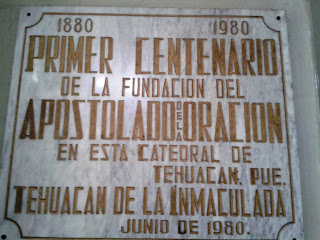 1880 1980
PRIMER CENTENARIO
DE LA FUNDACION DEL
APOSTOLADO DE LA ORACION
EN ESTA CATEDRAL DE
TEHUACAN, PUE.
TEHUACAN DE LA INMACULADA
JUNIO DE 1980.